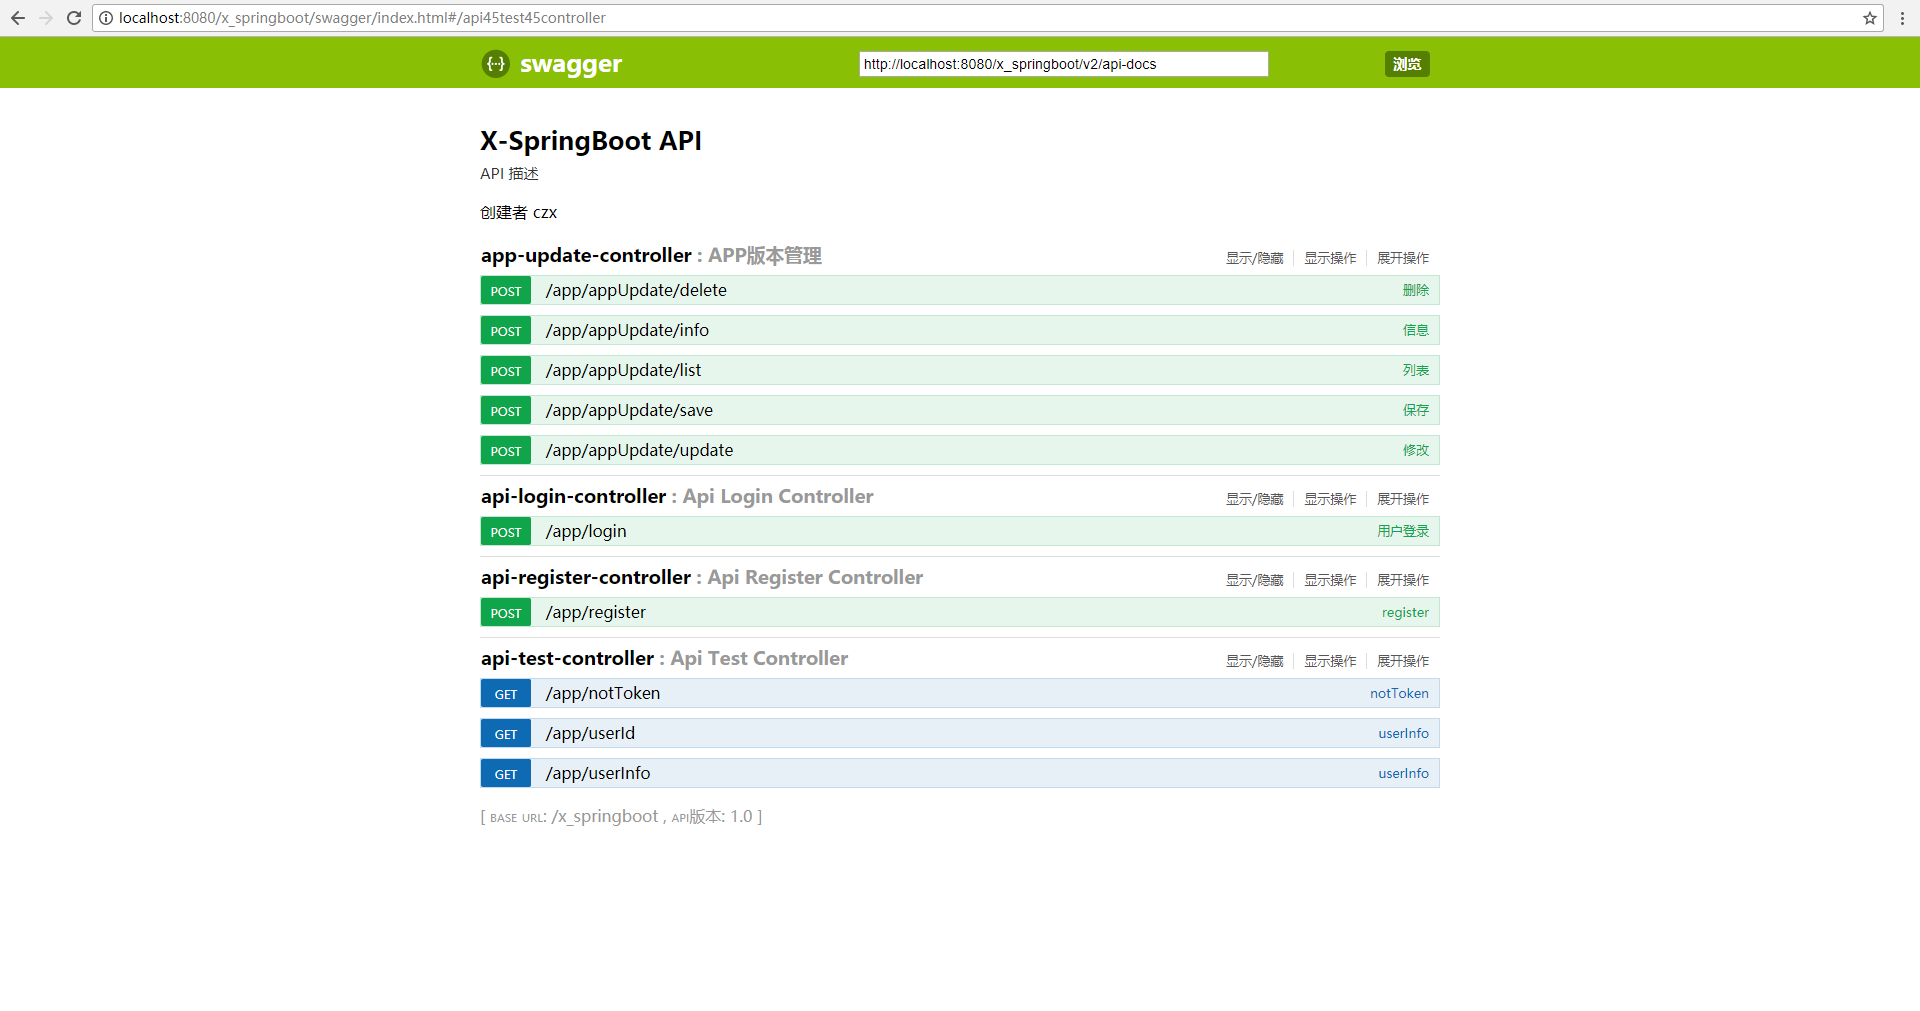 localhost:8080/x_springboot/swagger/index.html#/api45test45controller
{···} swagger http://localhost:8080/x_springboot/v2/api-docs 浏览
X-SpringBoot API
API 描述
创建者 czx
app-update-controller : APP版本管理 显示/隐藏 显示操作 展开操作
POST /app/appUpdate/delete 删除
POST /app/appUpdate/info 信息
POST /app/appUpdate/list 列表
POST /app/appUpdate/save 保存
POST /app/appUpdate/update 修改
api-login-controller : Api Login Controller 显示/隐藏 显示操作 展开操作
POST /app/login 用户登录
api-register-controller : Api Register Controller 显示/隐藏 显示操作 展开操作
POST /app/register register
api-test-controller : Api Test Controller 显示/隐藏 显示操作 展开操作
GET /app/notToken notToken
GET /app/userId userInfo
GET /app/userInfo userInfo
[ BASE URL: /x_springboot , API版本: 1.0 ]